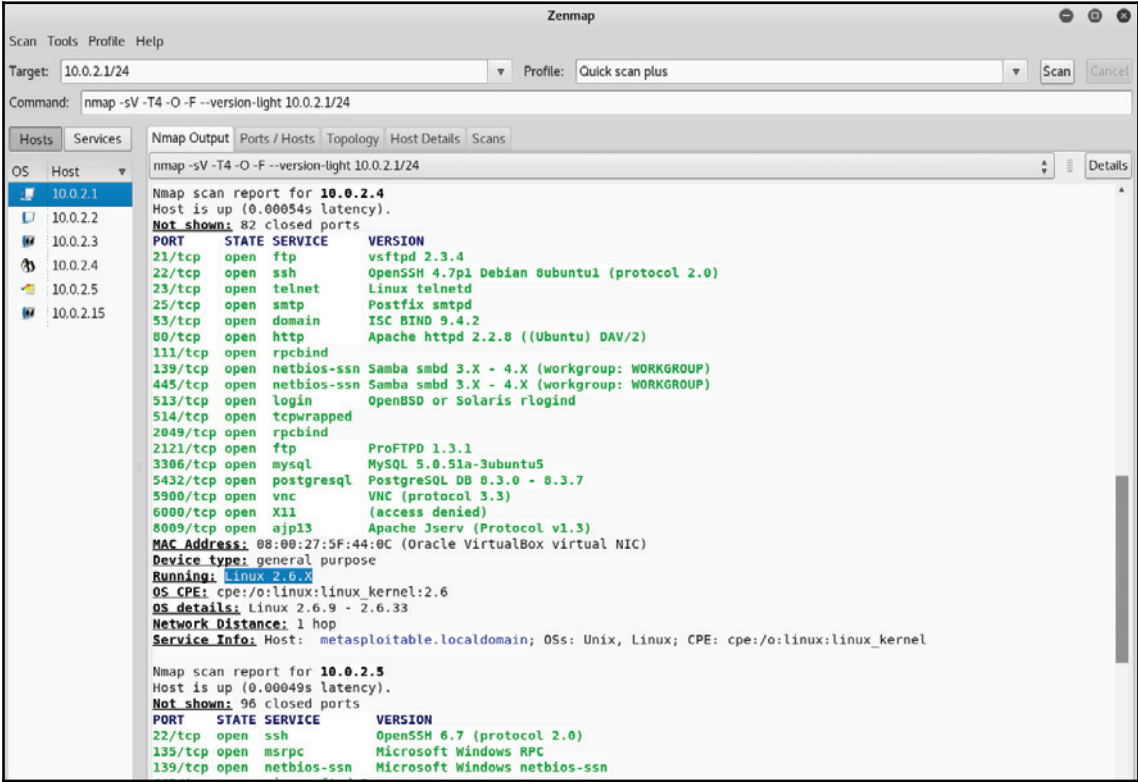 Zenmap
Scan Tools Profile Help
Target: 10.0.2.1/24 Profile: Quick scan plus Scan Cancel
Command: nmap -sV -T4 -O -F --version-light 10.0.2.1/24
Hosts Services
Nmap Output Ports / Hosts Topology Host Details Scans
OS Host
nmap -sV -T4 -O -F --version-light 10.0.2.1/24 Details
10.0.2.1
10.0.2.2
10.0.2.3
10.0.2.4
10.0.2.5
10.0.2.15
Nmap scan report for 10.0.2.4
Host is up (0.00054s latency).
Not shown: 82 closed ports
PORT STATE SERVICE VERSION
21/tcp open ftp vsftpd 2.3.4
22/tcp open ssh OpenSSH 4.7p1 Debian 8ubuntu1 (protocol 2.0)
23/tcp open telnet Linux telnetd
25/tcp open smtp Postfix smtpd
53/tcp open domain ISC BIND 9.4.2
80/tcp open http Apache httpd 2.2.8 ((Ubuntu) DAV/2)
111/tcp open rpcbind
139/tcp open netbios-ssn Samba smbd 3.X - 4.X (workgroup: WORKGROUP)
445/tcp open netbios-ssn Samba smbd 3.X - 4.X (workgroup: WORKGROUP)
513/tcp open login OpenBSD or Solaris rlogind
514/tcp open tcpwrapped
2049/tcp open rpcbind
2121/tcp open ftp ProFTPD 1.3.1
3306/tcp open mysql MySQL 5.0.51a-3ubuntu5
5432/tcp open postgresql PostgreSQL DB 8.3.0 - 8.3.7
5900/tcp open vnc VNC (protocol 3.3)
6000/tcp open X11 (access denied)
8009/tcp open ajp13 Apache Jserv (Protocol v1.3)
MAC Address: 08:00:27:5F:44:0C (Oracle VirtualBox virtual NIC)
Device type: general purpose
Running: Linux 2.6.X
OS CPE: cpe:/o:linux:linux_kernel:2.6
OS details: Linux 2.6.9 - 2.6.33
Network Distance: 1 hop
Service Info: Host: metasploitable.localdomain; OSs: Unix, Linux; CPE: cpe:/o:linux:linux_kernel
Nmap scan report for 10.0.2.5
Host is up (0.00049s latency).
Not shown: 96 closed ports
PORT STATE SERVICE VERSION
22/tcp open ssh OpenSSH 6.7 (protocol 2.0)
135/tcp open msrpc Microsoft Windows RPC
139/tcp open netbios-ssn Microsoft Windows netbios-ssn